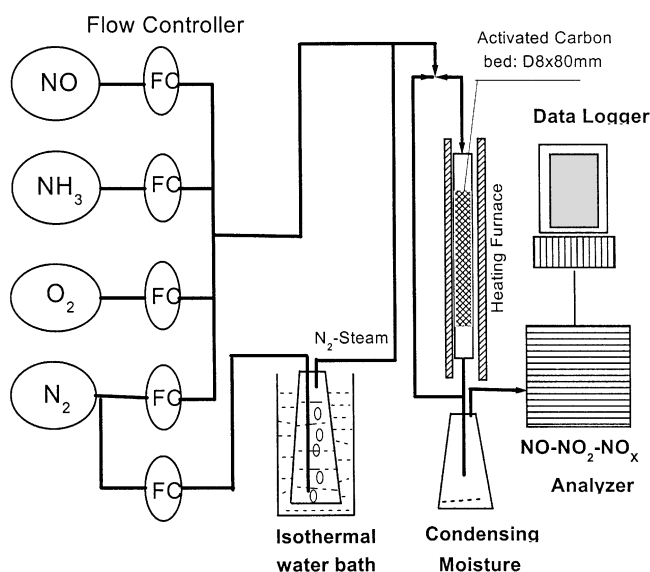 Flow Controller
NO
FC
NH3
FC
O2
FC
N2
FC
FC
Activated Carbon
bed: D8x80mm
Data Logger
Heating Furnace
N2-Steam
NO-NO2-NOX
Analyzer
Isothermal
water bath
Condensing
Moisture